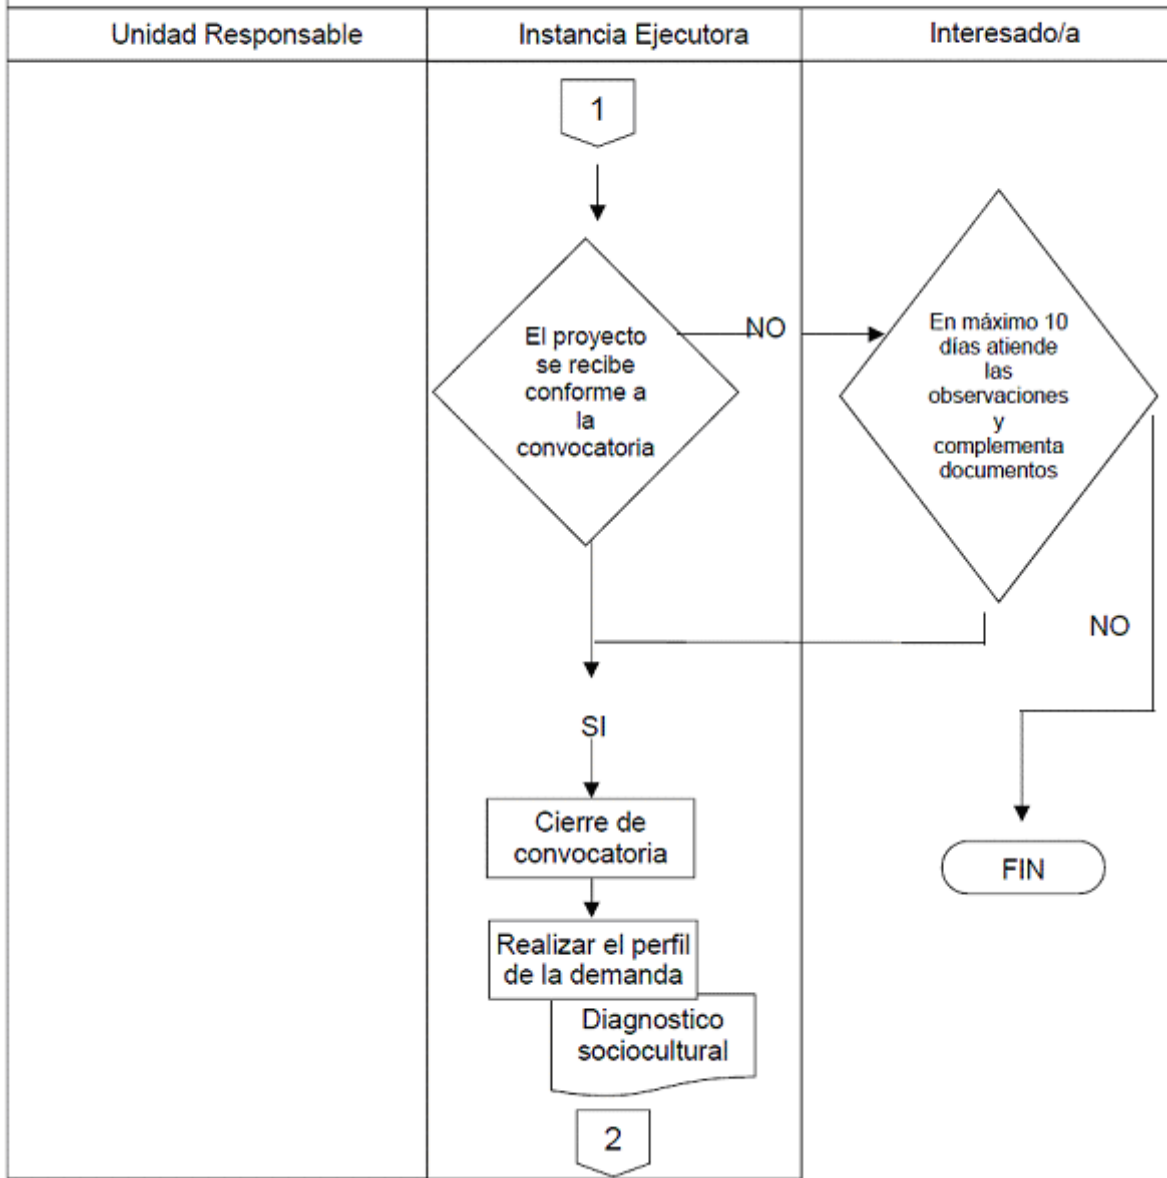 Unidad Responsable
Instancia Ejecutora
Interesado/a
1
El proyecto
se recibe
conforme a
la
convocatoria
NO
En máximo 10
días atiende
las
observaciones
y
complementa
documentos
NO
SI
Cierre de
convocatoria
FIN
Realizar el perfil
de la demanda
Diagnostico
sociocultural
2